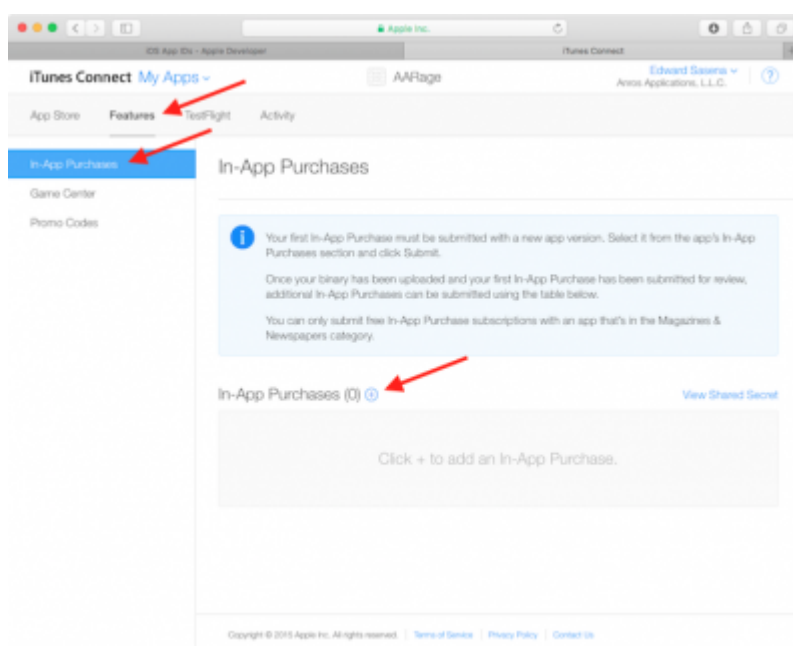 Apple Inc.
iOS App IDs - Apple Developer
iTunes Connect
iTunes Connect My Apps
AARage
Edward
Applications, L.L.C.
?
App Store Features TestFlight Activity
In-App Purchases
Game Center
Promo Codes
In-App Purchases
Your first In-App Purchase must be submitted with a new app version. Select it from the app's In-App
Purchases section and click Submit.
Once your binary has been uploaded and your first In-App Purchase has been submitted for review,
additional In-App Purchases can be submitted using the table below.
You can only submit free In-App Purchase subscriptions with an app that's in the Magazines &
Newspapers category.
In-App Purchases (0)
View Shared Secret
Click + to add an In-App Purchase.
Copyright © 2015 Apple Inc. All rights reserved. Terms of Service Privacy Policy Contact Us